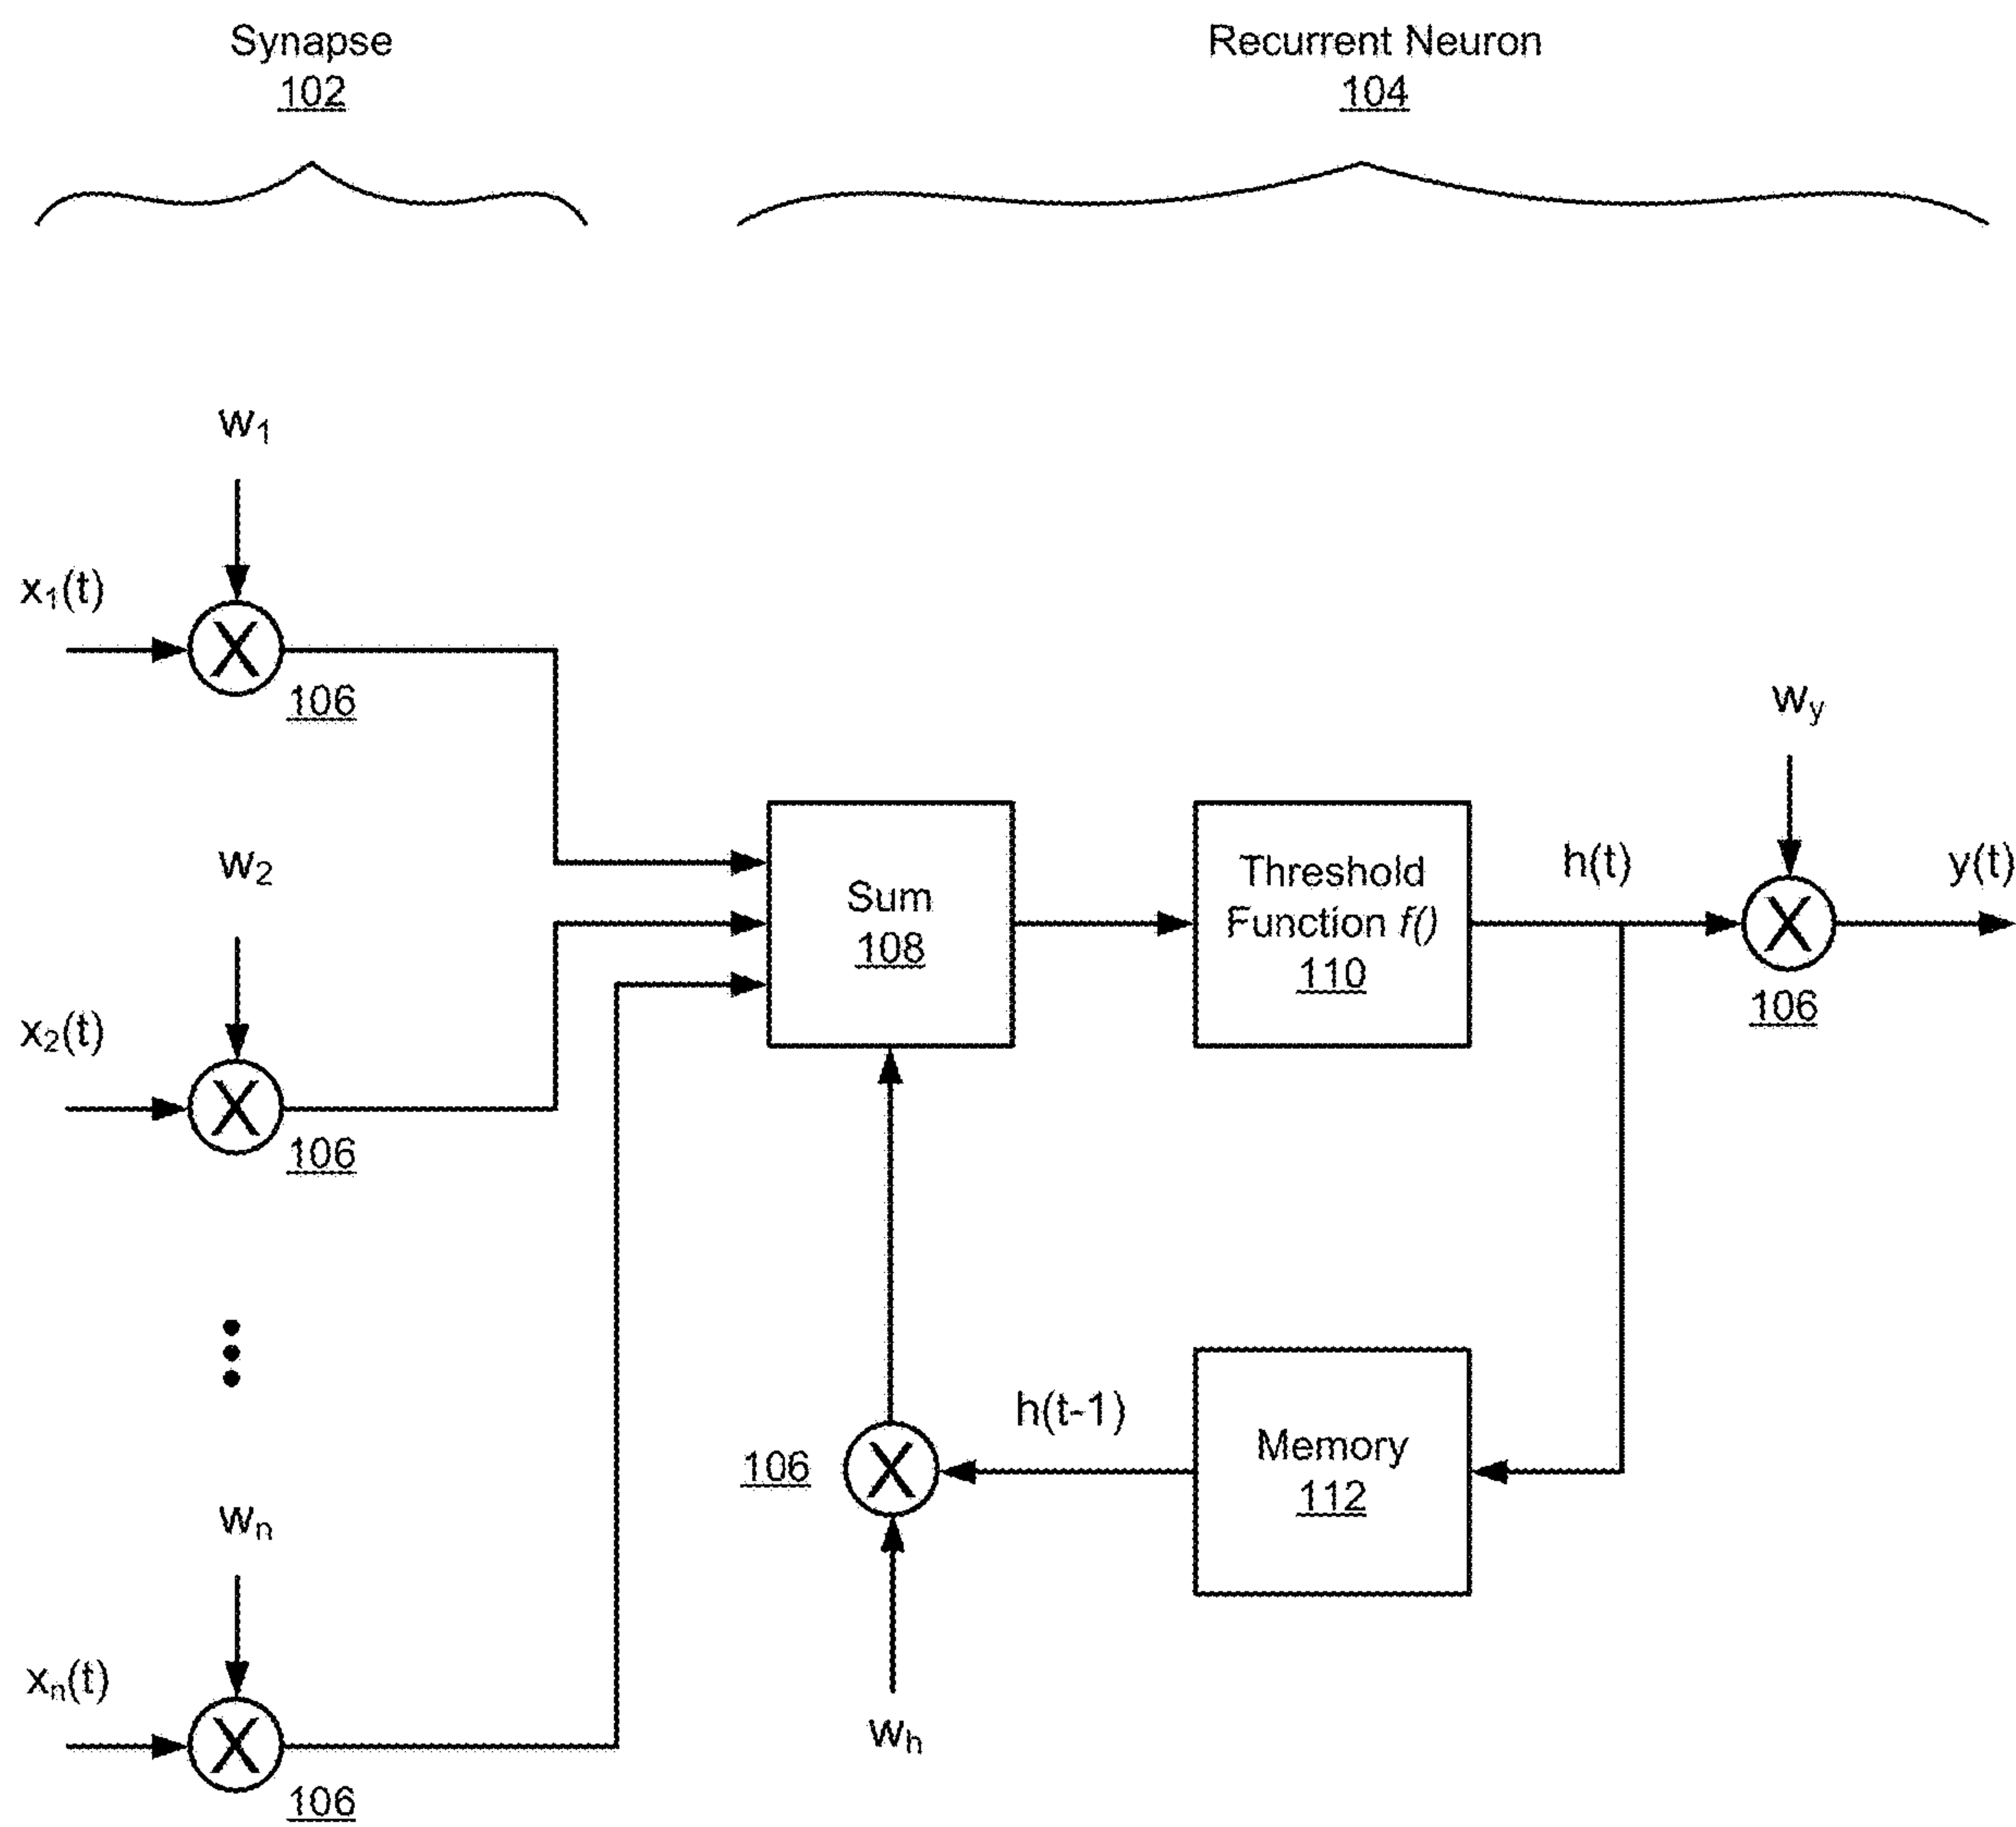 Synapse
102
Recurrent Neuron
104
w₁
x₁(t)
X
106
w₂
x₂(t)
X
106
wₙ
xₙ(t)
X
106
Sum
108
Threshold
Function f()
110
h(t)
w_y
X
106
y(t)
Memory
112
h(t-1)
X
106
wₕ